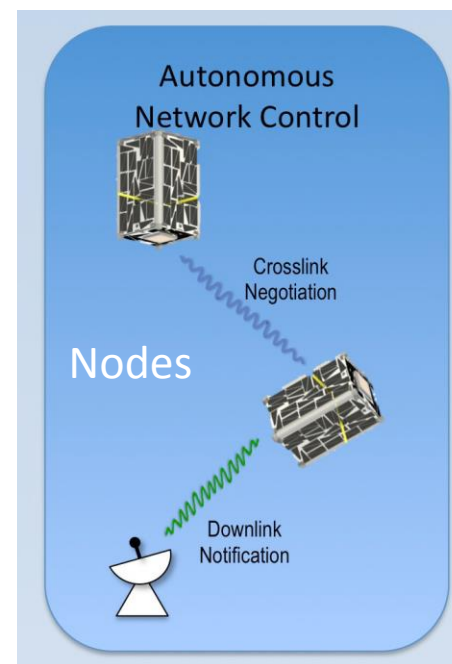 Autonomous
Network Control
Crosslink
Negotiation
Nodes
Downlink
Notification